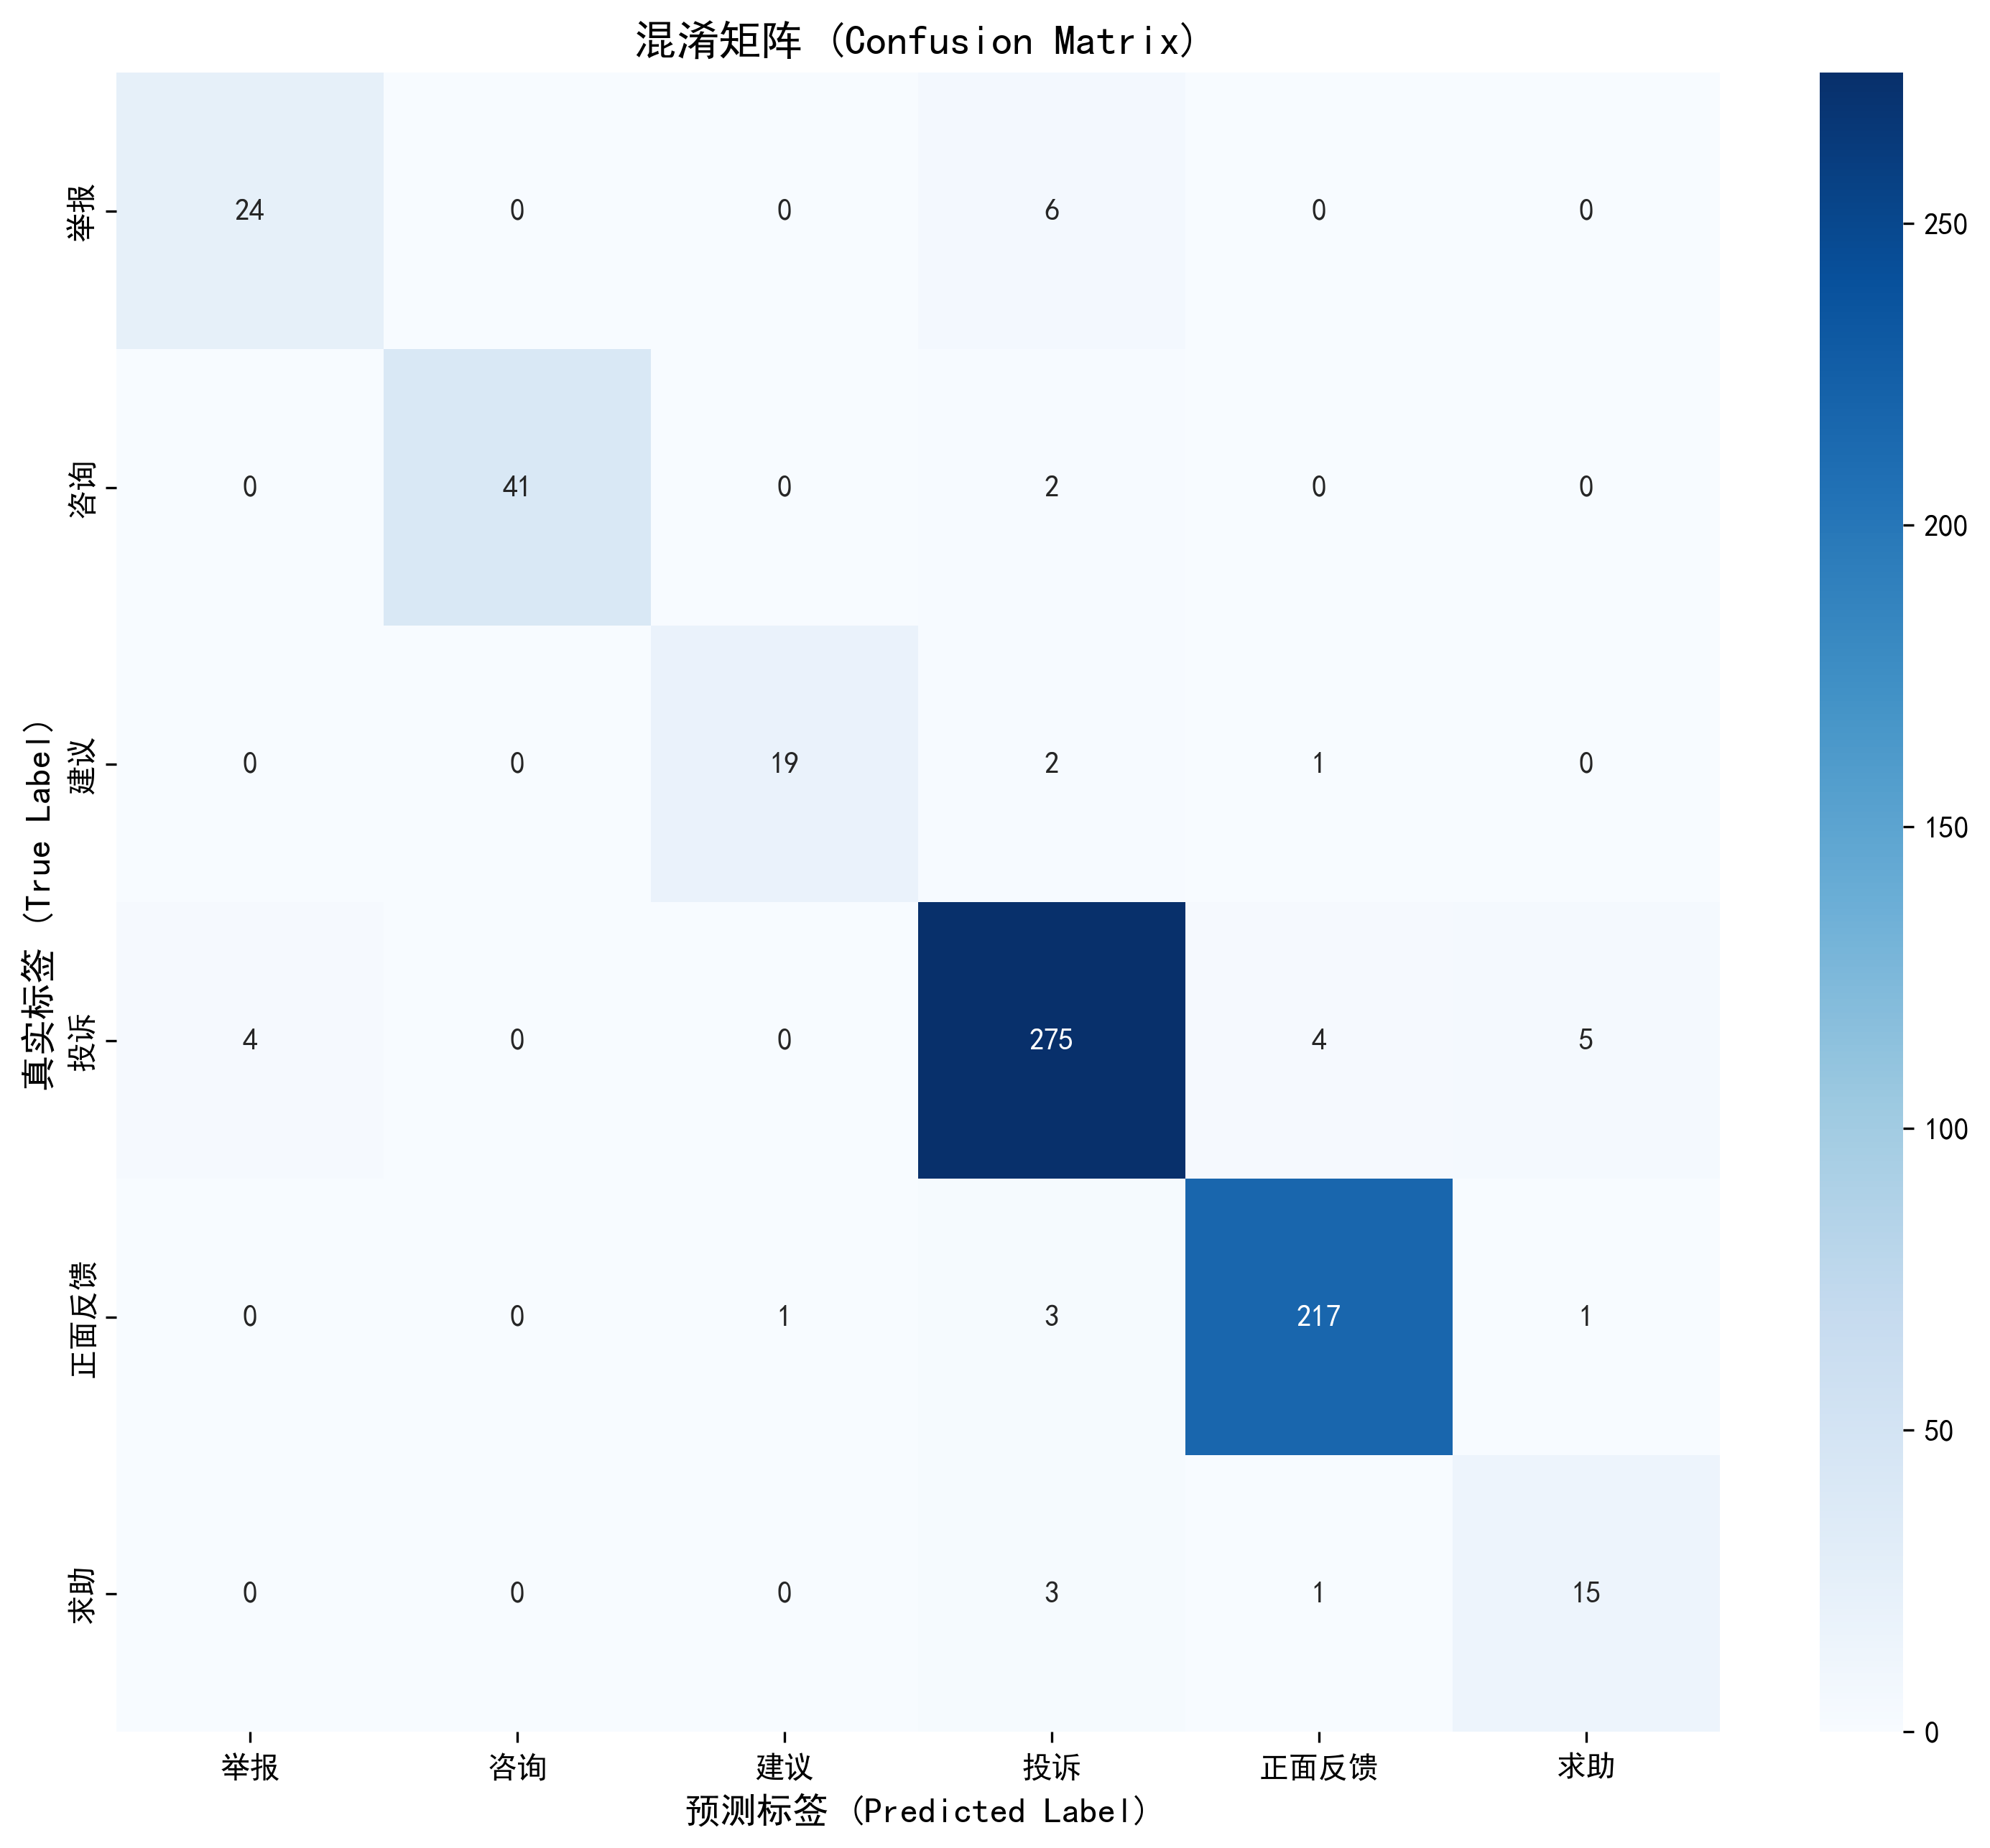 混淆矩阵 (Confusion Matrix)
真实标签 (True Label)
举报 24 0 0 6 0 0
咨询 0 41 0 2 0 0
建议 0 0 19 2 1 0
投诉 4 0 0 275 4 5
正面反馈 0 0 1 3 217 1
求助 0 0 0 3 1 15
举报 咨询 建议 投诉 正面反馈 求助
预测标签 (Predicted Label)
250
200
150
100
50
0